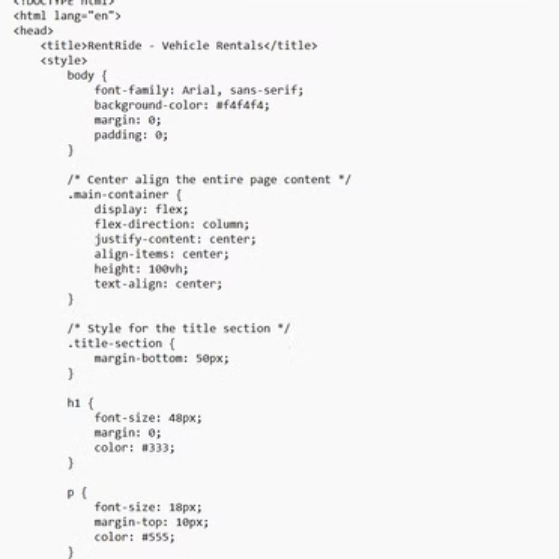 <!DOCTYPE html>
<html lang="en">
<head>
    <title>RentRide - Vehicle Rentals</title>
    <style>
        body {
            font-family: Arial, sans-serif;
            background-color: #f4f4f4;
            margin: 0;
            padding: 0;
        }

        /* Center align the entire page content */
        .main-container {
            display: flex;
            flex-direction: column;
            justify-content: center;
            align-items: center;
            height: 100vh;
            text-align: center;
        }

        /* Style for the title section */
        .title-section {
            margin-bottom: 50px;
        }

        h1 {
            font-size: 48px;
            margin: 0;
            color: #333;
        }

        p {
            font-size: 18px;
            margin-top: 10px;
            color: #555;
        }